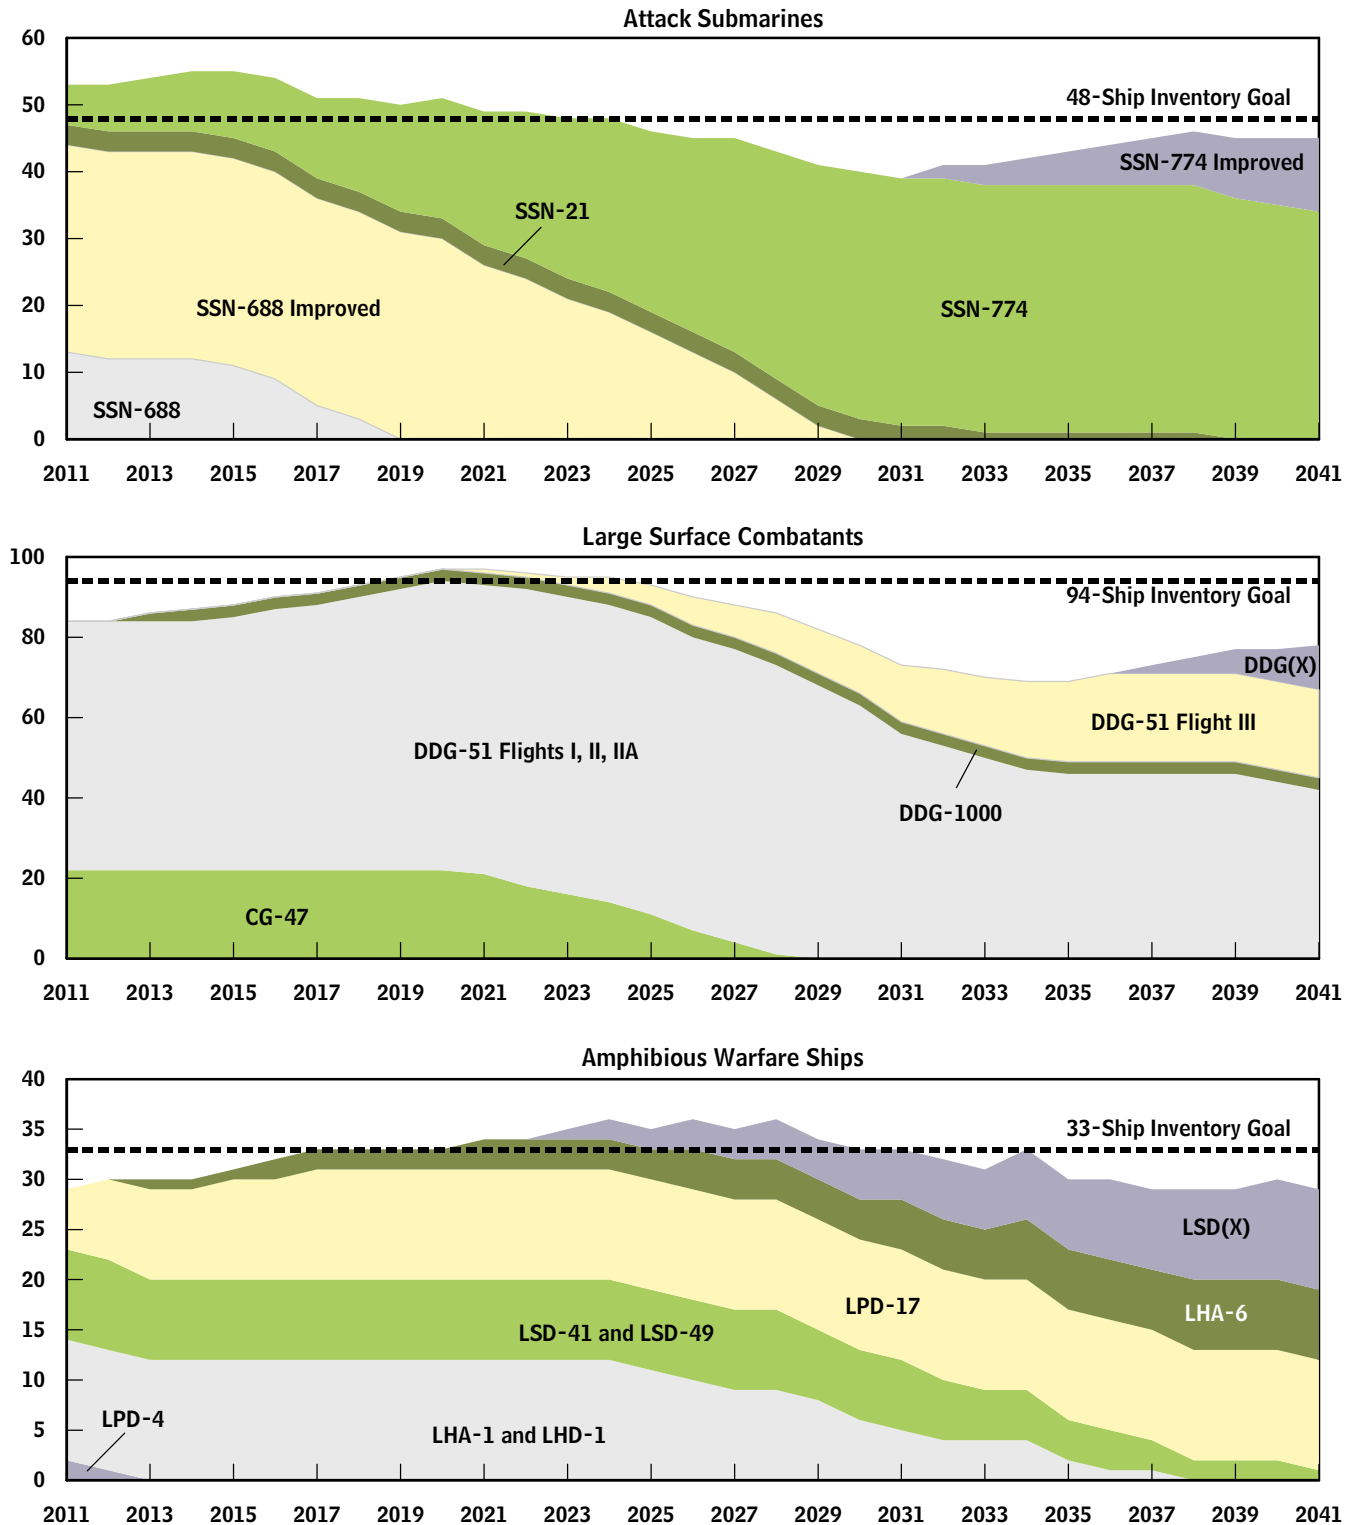 Attack Submarines
60
50
40
30
20
10
0
48-Ship Inventory Goal
SSN-774 Improved
SSN-21
SSN-688 Improved
SSN-774
SSN-688
2011 2013 2015 2017 2019 2021 2023 2025 2027 2029 2031 2033 2035 2037 2039 2041
Large Surface Combatants
100
80
60
40
20
0
94-Ship Inventory Goal
DDG(X)
DDG-51 Flight III
DDG-51 Flights I, II, IIA
DDG-1000
CG-47
2011 2013 2015 2017 2019 2021 2023 2025 2027 2029 2031 2033 2035 2037 2039 2041
Amphibious Warfare Ships
40
35
30
25
20
15
10
5
0
33-Ship Inventory Goal
LSD(X)
LPD-17
LHA-6
LSD-41 and LSD-49
LPD-4
LHA-1 and LHD-1
2011 2013 2015 2017 2019 2021 2023 2025 2027 2029 2031 2033 2035 2037 2039 2041